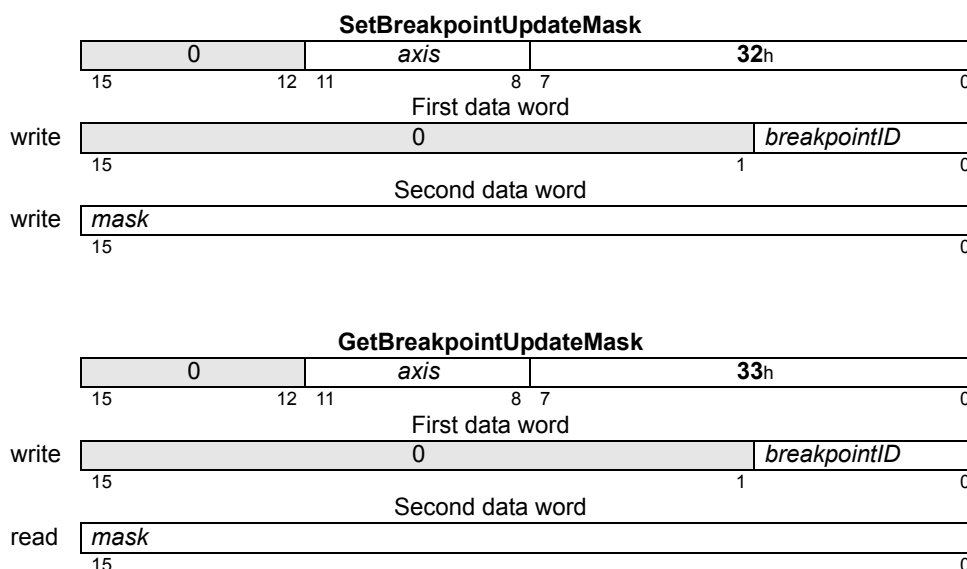 SetBreakpointUpdateMask
0 axis 32h
15 12 11 8 7 0
First data word
write 0 breakpointID
15 1 0
Second data word
write mask
15 0
GetBreakpointUpdateMask
0 axis 33h
15 12 11 8 7 0
First data word
write 0 breakpointID
15 1 0
Second data word
read mask
15 0